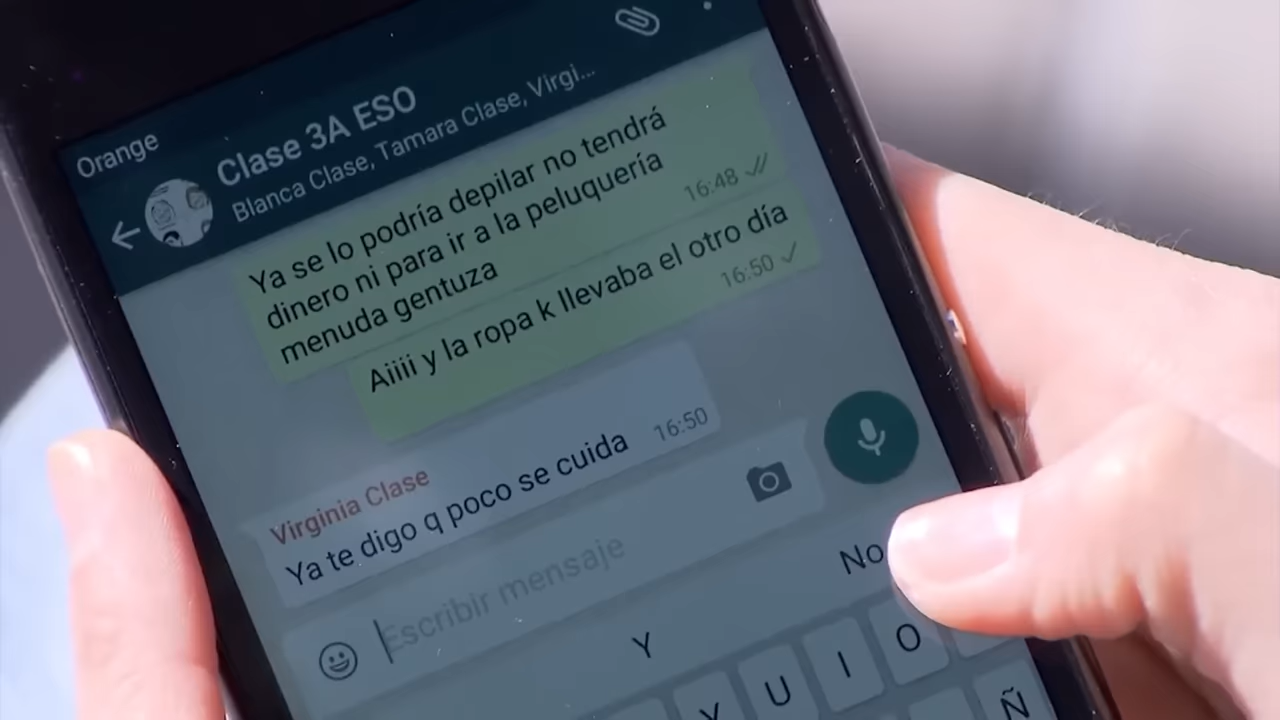 Orange
Clase 3A ESO
Blanca Clase, Tamara Clase, Virgi...
Ya se lo podría depilar no tendrá
dinero ni para ir a la peluquería
menuda gentuza
16:48
Aiiii y la ropa k llevaba el otro día
16:50
Virginia Clase
Ya te digo q poco se cuida
16:50
Escribir mensaje
Y
No
Y
U
I
O
Ñ